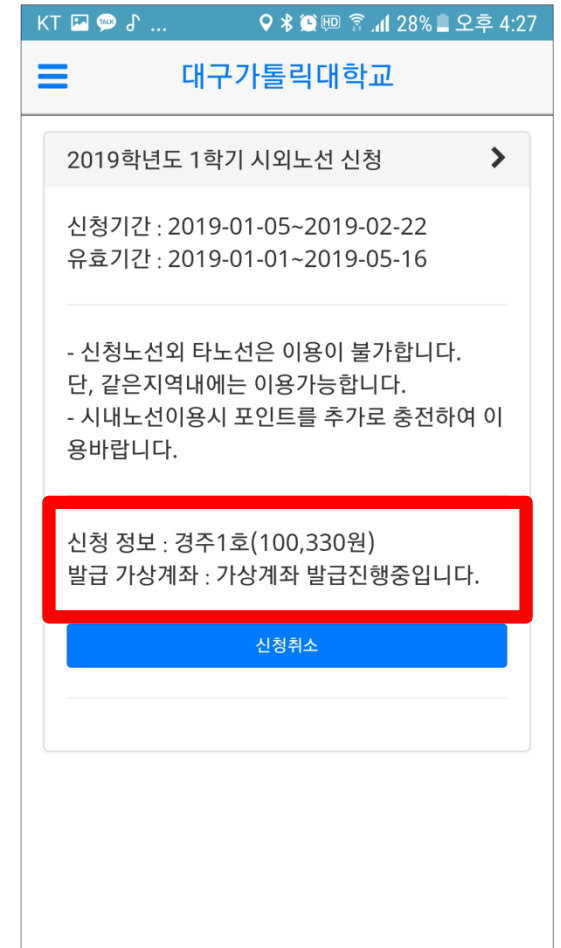 KT ... 28% 오후 4:27
대구가톨릭대학교
2019학년도 1학기 시외노선 신청
신청기간 : 2019-01-05~2019-02-22
유효기간 : 2019-01-01~2019-05-16
- 신청노선외 타노선은 이용이 불가합니다.
단, 같은지역내에는 이용가능합니다.
- 시내노선이용시 포인트를 추가로 충전하여 이
용바랍니다.
신청 정보 : 경주1호(100,330원)
발급 가상계좌 : 가상계좌 발급진행중입니다.
신청취소